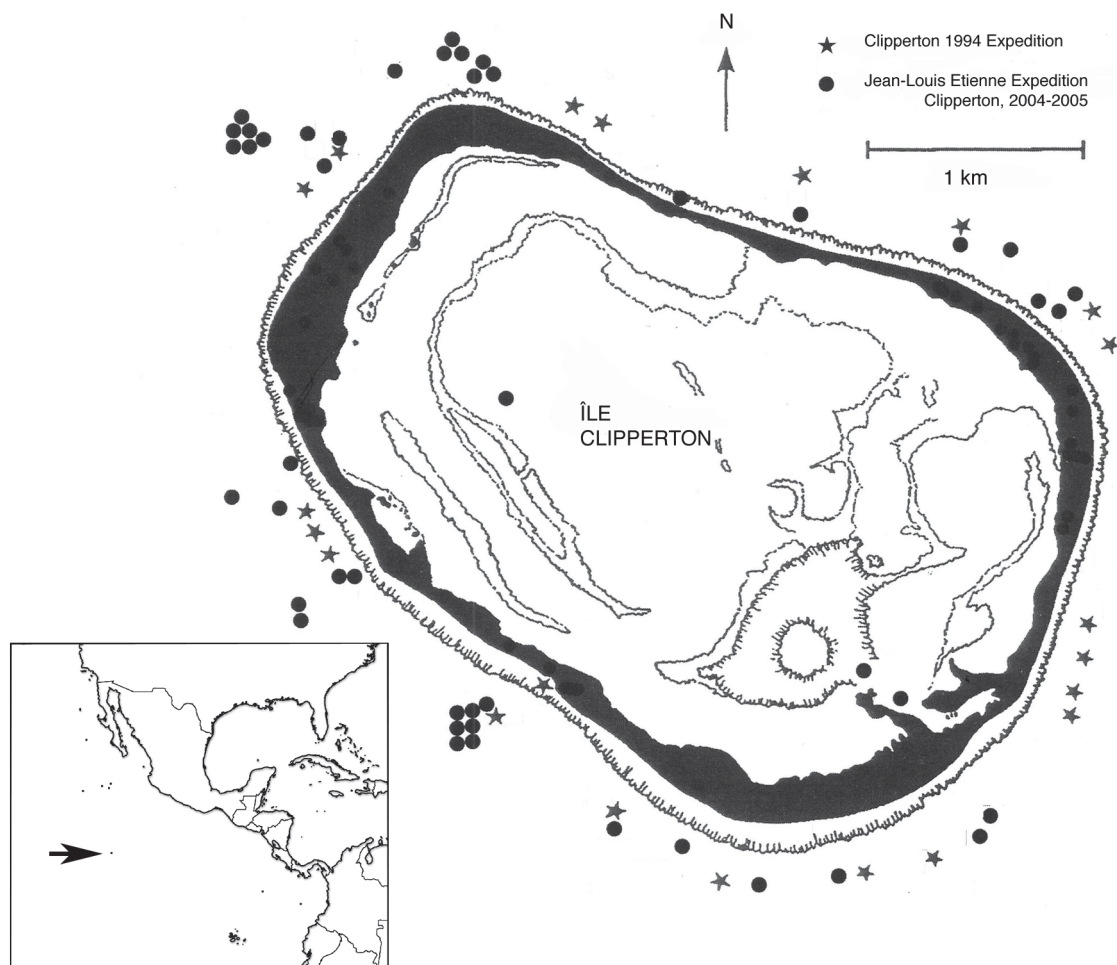 N
Clipperton 1994 Expedition
Jean-Louis Etienne Expedition
Clipperton, 2004-2005
1 km
ÎLE
CLIPPERTON